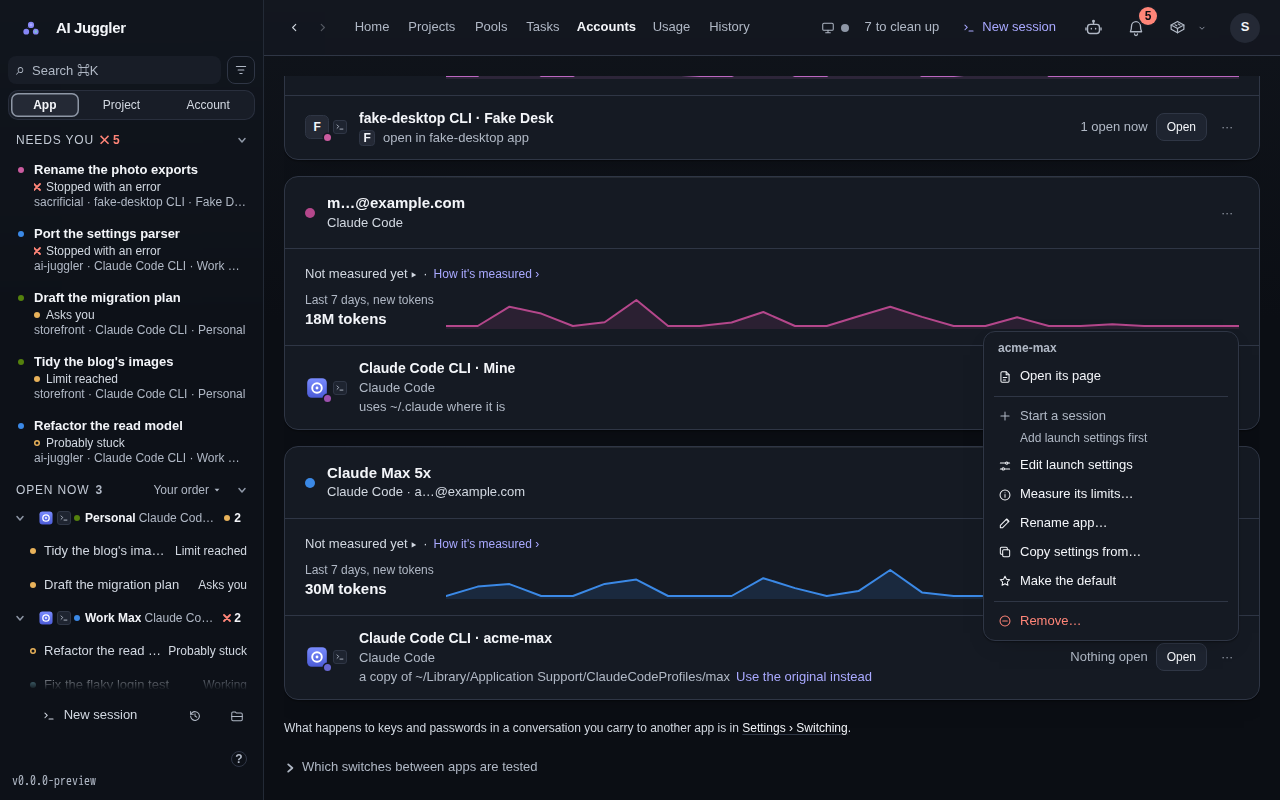 AI Juggler
Search ⌘K
App
Project
Account
NEEDS YOU 5
Rename the photo exports
Stopped with an error
sacrificial · fake-desktop CLI · Fake D…
Port the settings parser
Stopped with an error
ai-juggler · Claude Code CLI · Work …
Draft the migration plan
Asks you
storefront · Claude Code CLI · Personal
Tidy the blog's images
Limit reached
storefront · Claude Code CLI · Personal
Refactor the read model
Probably stuck
ai-juggler · Claude Code CLI · Work …
OPEN NOW 3
Your order
Personal Claude Cod… 2
Tidy the blog's ima… Limit reached
Draft the migration plan Asks you
Work Max Claude Co… 2
Refactor the read … Probably stuck
Fix the flaky login test Working
New session
?
v0.0.0-preview
Home
Projects
Pools
Tasks
Accounts
Usage
History
7 to clean up
New session
5
S
F
fake-desktop CLI · Fake Desk
F open in fake-desktop app
1 open now
Open
…
m…@example.com
Claude Code
…
Not measured yet ▸ · How it's measured ›
Last 7 days, new tokens
18M tokens
Claude Code CLI · Mine
Claude Code
uses ~/.claude where it is
Claude Max 5x
Claude Code · a…@example.com
Not measured yet ▸ · How it's measured ›
Last 7 days, new tokens
30M tokens
Claude Code CLI · acme-max
Claude Code
a copy of ~/Library/Application Support/ClaudeCodeProfiles/max Use the original instead
Nothing open
Open
…
acme-max
Open its page
Start a session
Add launch settings first
Edit launch settings
Measure its limits…
Rename app…
Copy settings from…
Make the default
Remove…
What happens to keys and passwords in a conversation you carry to another app is in Settings › Switching.
Which switches between apps are tested